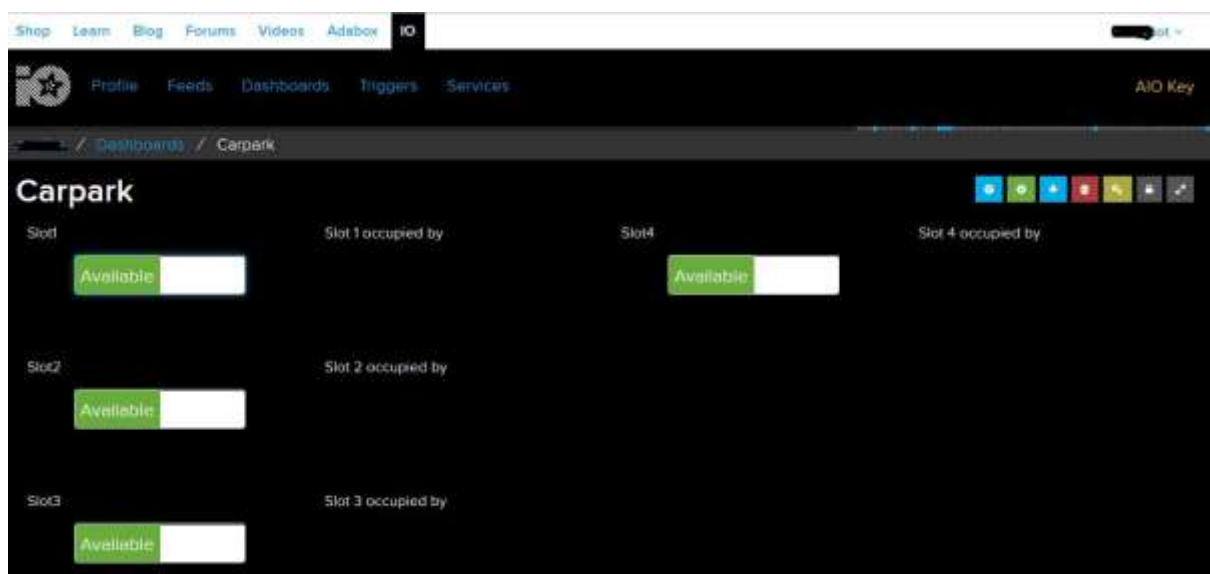 Shop Learn Blog Forums Videos Adabox IO
iO Profile Feeds Dashboards Triggers Services AIO Key
/ Dashboards / Carpark
Carpark
Slot1 Slot 1 occupied by Slot4 Slot 4 occupied by
Available Available
Slot2 Slot 2 occupied by
Available
Slot3 Slot 3 occupied by
Available